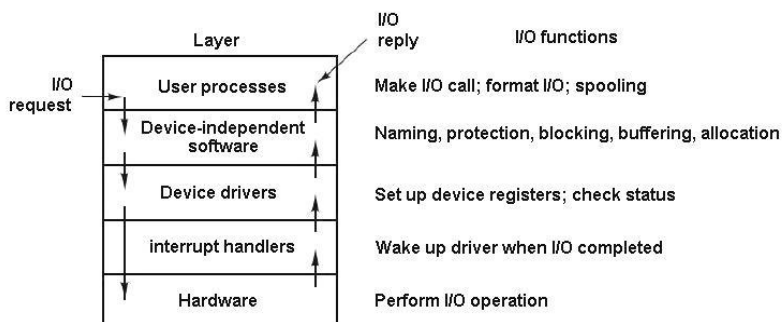 Layer
I/O
reply
I/O functions
I/O
request
User processes
Make I/O call; format I/O; spooling
Device-independent
software
Naming, protection, blocking, buffering, allocation
Device drivers
Set up device registers; check status
interrupt handlers
Wake up driver when I/O completed
Hardware
Perform I/O operation